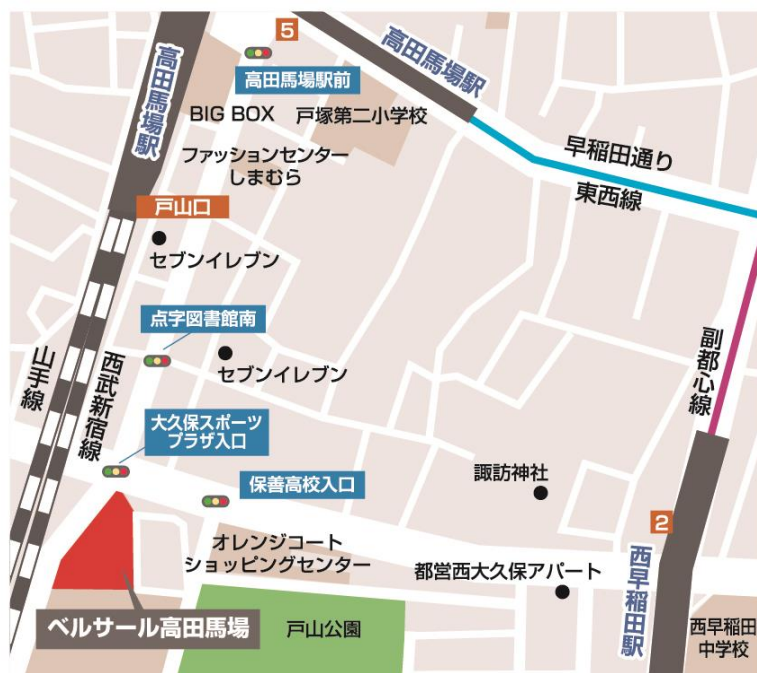 5
高田馬場駅前
高田馬場駅
高田馬場駅
BIG BOX
戸塚第二小学校
ファッションセンター
しまむら
早稲田通り
東西線
戸山口
セブンイレブン
点字図書館南
セブンイレブン
山手線
西武新宿線
副都心線
大久保スポーツ
プラザ入口
保善高校入口
諏訪神社
2
オレンジコート
ショッピングセンター
都営西大久保アパート
西早稲田駅
ベルサール高田馬場
戸山公園
西早稲田
中学校